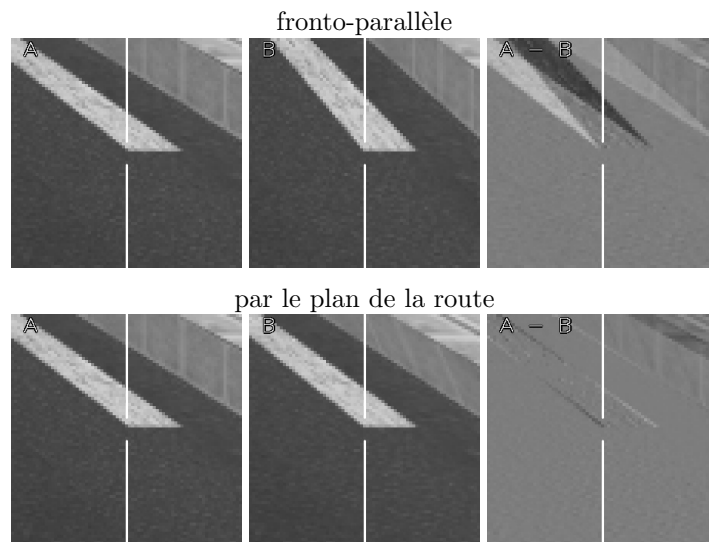 fronto-parallèle
A B A − B
par le plan de la route
A B A − B